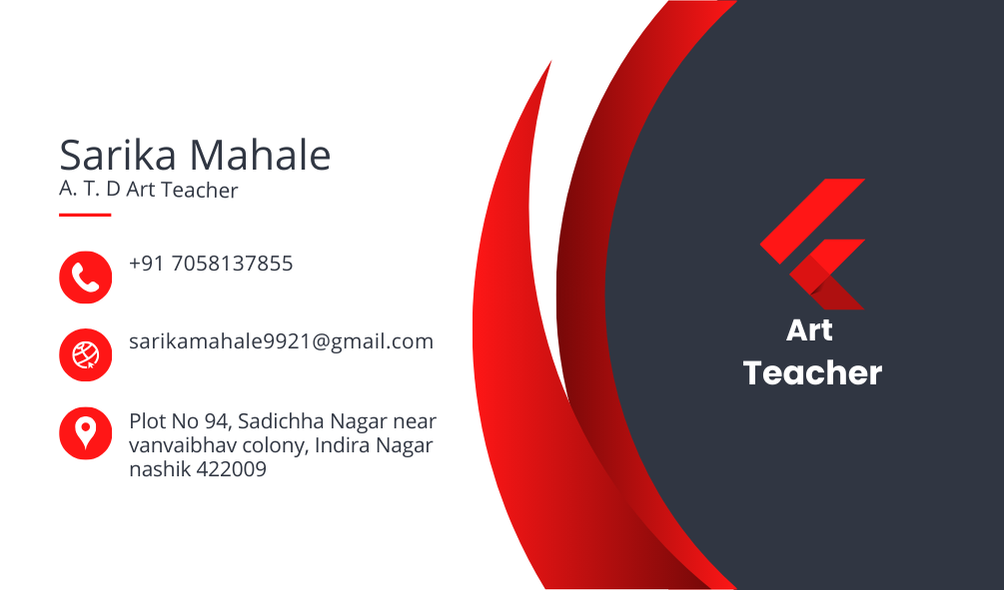 Sarika Mahale
A. T. D Art Teacher
+91 7058137855
sarikamahale9921@gmail.com
Plot No 94, Sadichha Nagar near
vanvaibhav colony, Indira Nagar
nashik 422009
Art
Teacher